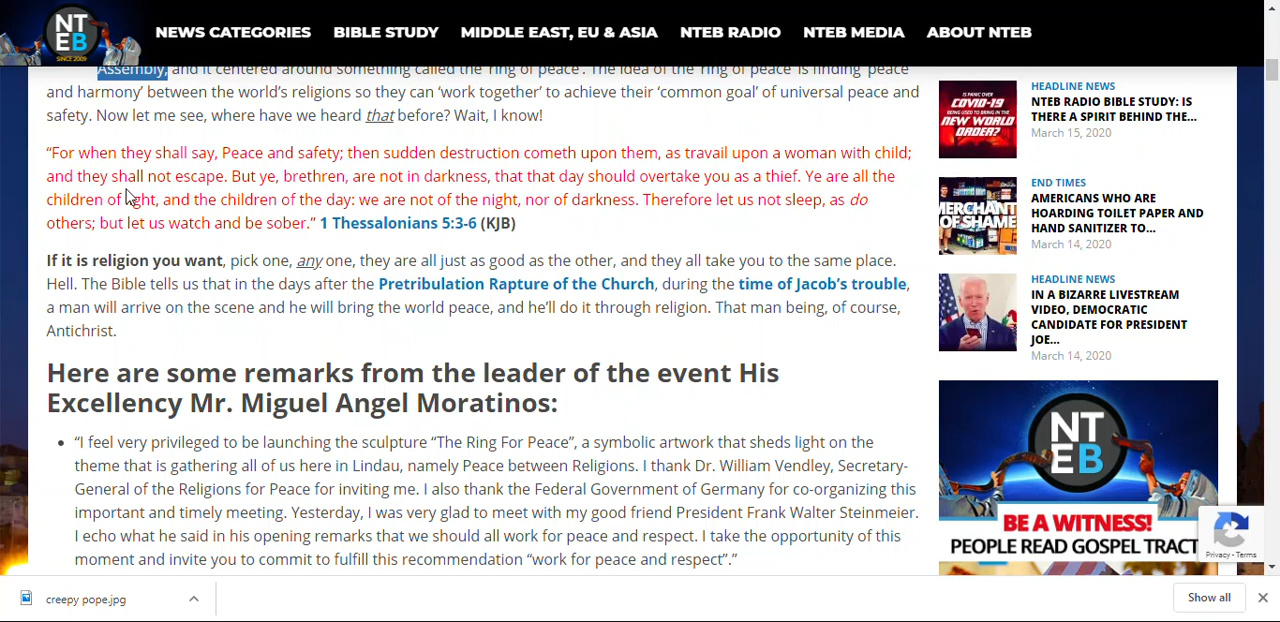 NT
EB
SINCE 2009
NEWS CATEGORIES
BIBLE STUDY
MIDDLE EAST, EU & ASIA
NTEB RADIO
NTEB MEDIA
ABOUT NTEB
Assembly, and it centered around something called the 'ring of peace'. The idea of the 'ring of peace' is finding 'peace
and harmony' between the world's religions so they can 'work together' to achieve their 'common goal' of universal peace and
safety. Now let me see, where have we heard that before? Wait, I know!
“For when they shall say, Peace and safety; then sudden destruction cometh upon them, as travail upon a woman with child;
and they shall not escape. But ye, brethren, are not in darkness, that that day should overtake you as a thief. Ye are all the
children of light, and the children of the day: we are not of the night, nor of darkness. Therefore let us not sleep, as do
others; but let us watch and be sober.” 1 Thessalonians 5:3-6 (KJB)
If it is religion you want, pick one, any one, they are all just as good as the other, and they all take you to the same place.
Hell. The Bible tells us that in the days after the Pretribulation Rapture of the Church, during the time of Jacob's trouble,
a man will arrive on the scene and he will bring the world peace, and he'll do it through religion. That man being, of course,
Antichrist.
Here are some remarks from the leader of the event His
Excellency Mr. Miguel Angel Moratinos:
• “I feel very privileged to be launching the sculpture “The Ring For Peace”, a symbolic artwork that sheds light on the
theme that is gathering all of us here in Lindau, namely Peace between Religions. I thank Dr. William Vendley, Secretary-
General of the Religions for Peace for inviting me. I also thank the Federal Government of Germany for co-organizing this
important and timely meeting. Yesterday, I was very glad to meet with my good friend President Frank Walter Steinmeier.
I echo what he said in his opening remarks that we should all work for peace and respect. I take the opportunity of this
moment and invite you to commit to fulfill this recommendation “work for peace and respect”.”
IS PANIC OVER
COVID-19
BEING USED TO BRING IN THE
NEW WORLD
ORDER?
HEADLINE NEWS
NTEB RADIO BIBLE STUDY: IS
THERE A SPIRIT BEHIND THE...
March 15, 2020
MERCHANT
OF SHAME
END TIMES
AMERICANS WHO ARE
HOARDING TOILET PAPER AND
HAND SANITIZER TO...
March 14, 2020
HEADLINE NEWS
IN A BIZARRE LIVESTREAM
VIDEO, DEMOCRATIC
CANDIDATE FOR PRESIDENT
JOE...
March 14, 2020
NT
EB
BE A WITNESS!
PEOPLE READ GOSPEL TRACT
Privacy - Terms
creepy pope.jpg
Show all